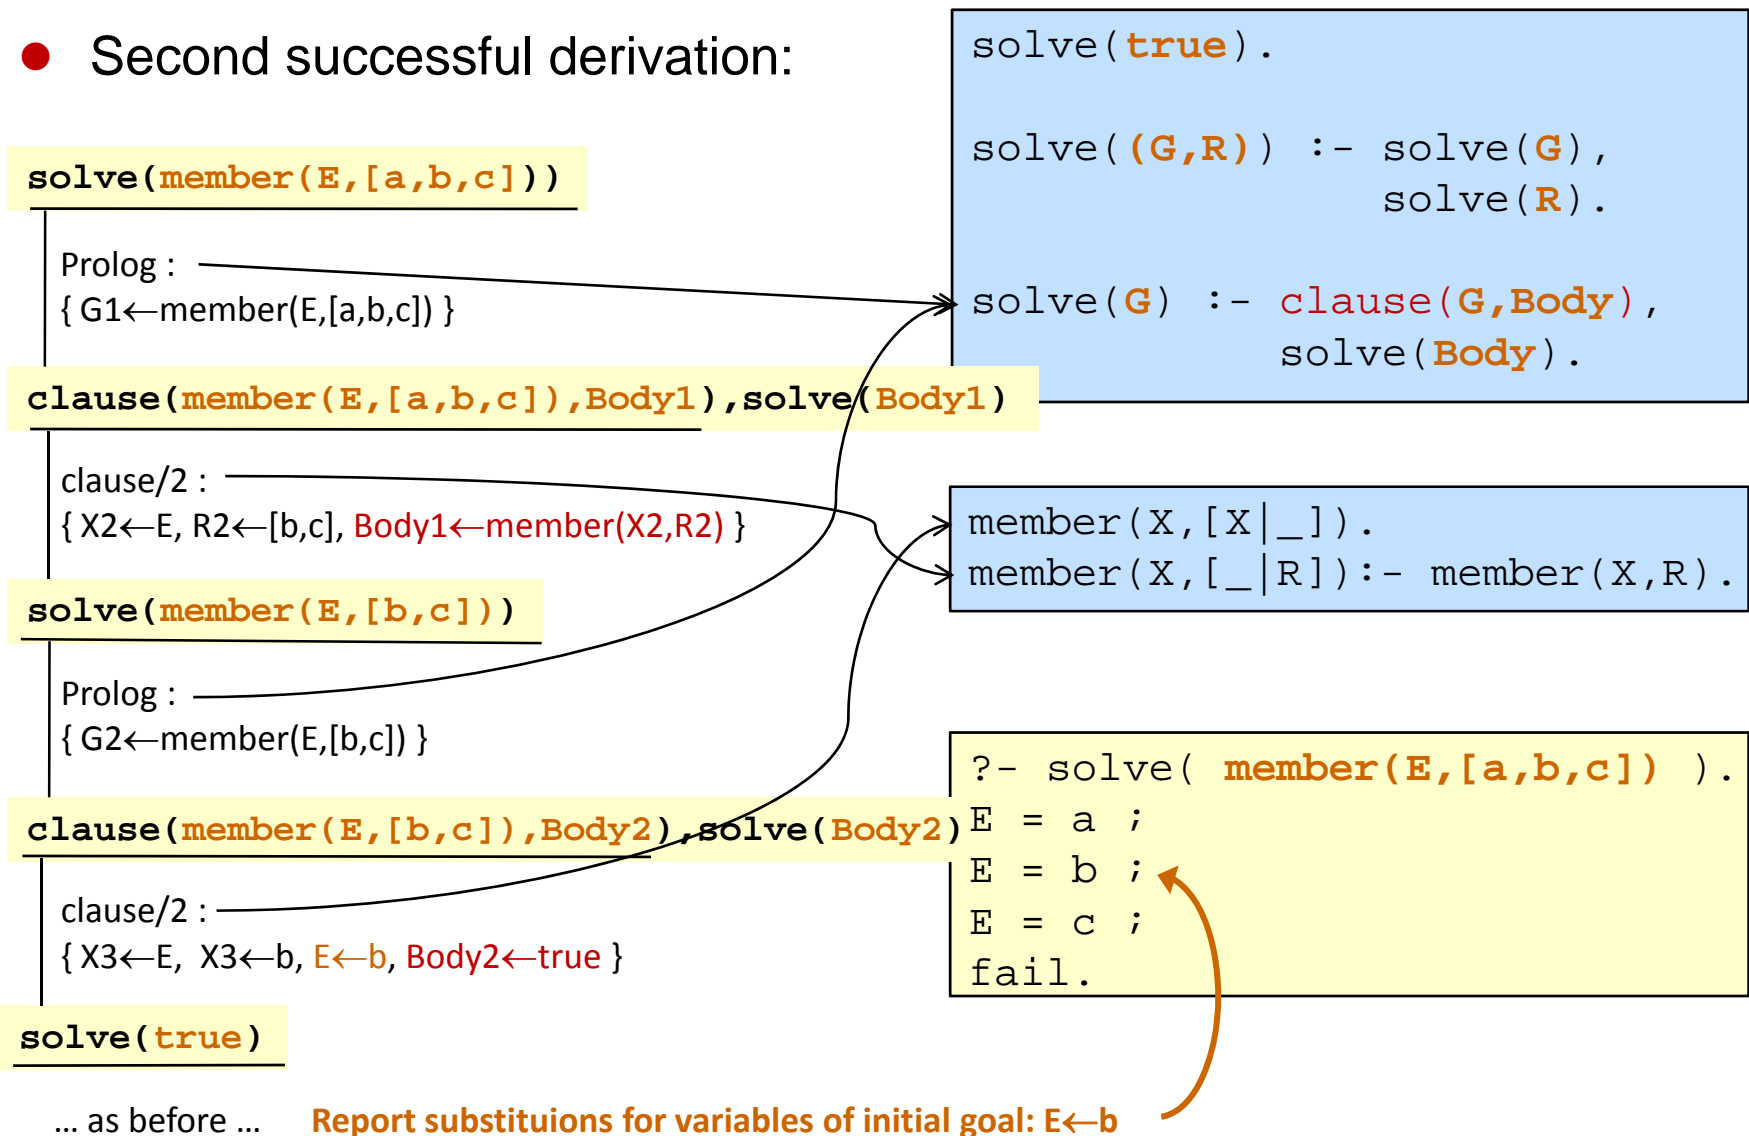 ● Second successful derivation:
solve(member(E,[a,b,c]))
Prolog :
{ G1←member(E,[a,b,c]) }
clause(member(E,[a,b,c]),Body1),solve(Body1)
clause/2 :
{ X2←E, R2←[b,c], Body1←member(X2,R2) }
solve(member(E,[b,c]))
Prolog :
{ G2←member(E,[b,c]) }
clause(member(E,[b,c]),Body2),solve(Body2)
clause/2 :
{ X3←E, X3←b, E←b, Body2←true }
solve(true)
… as before …
Report substituions for variables of initial goal: E←b
solve(true).
solve((G,R)) :- solve(G),
solve(R).
solve(G) :- clause(G,Body),
solve(Body).
member(X,[X|_]).
member(X,[_|R]):- member(X,R).
?- solve( member(E,[a,b,c]) ).
E = a ;
E = b ;
E = c ;
fail.